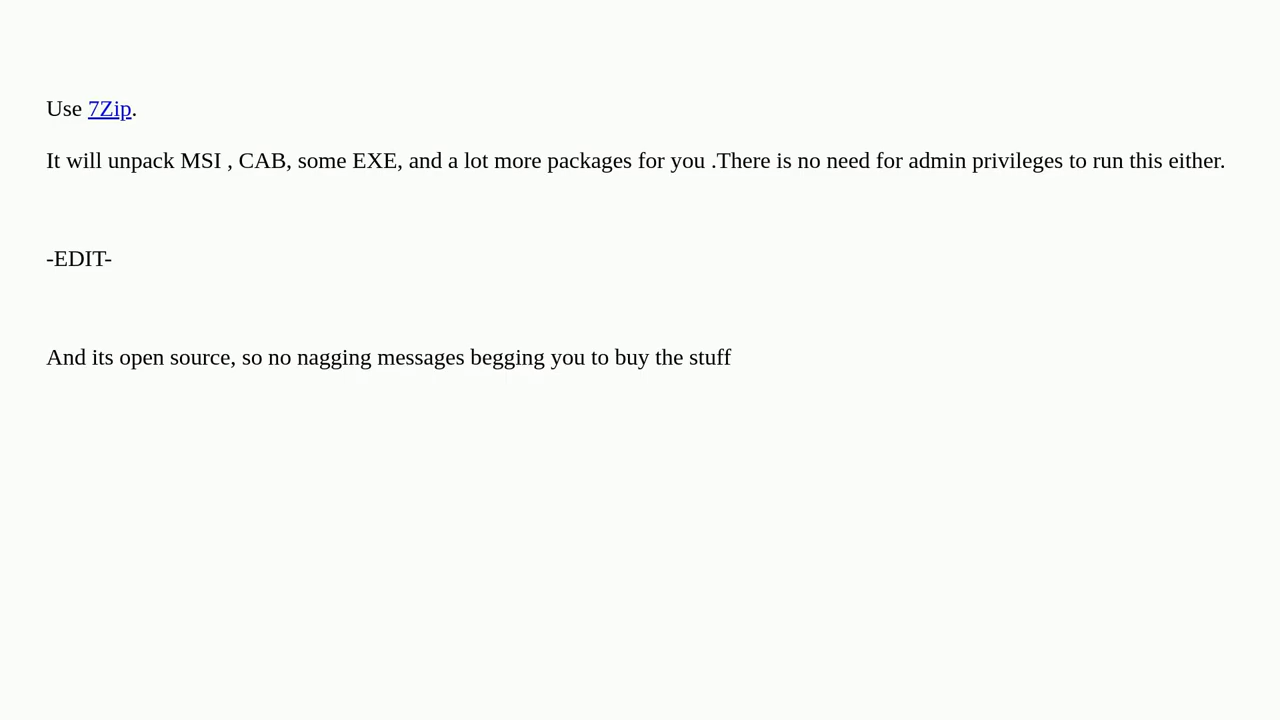 Use 7Zip.
It will unpack MSI , CAB, some EXE, and a lot more packages for you .There is no need for admin privileges to run this either.
-EDIT-
And its open source, so no nagging messages begging you to buy the stuff